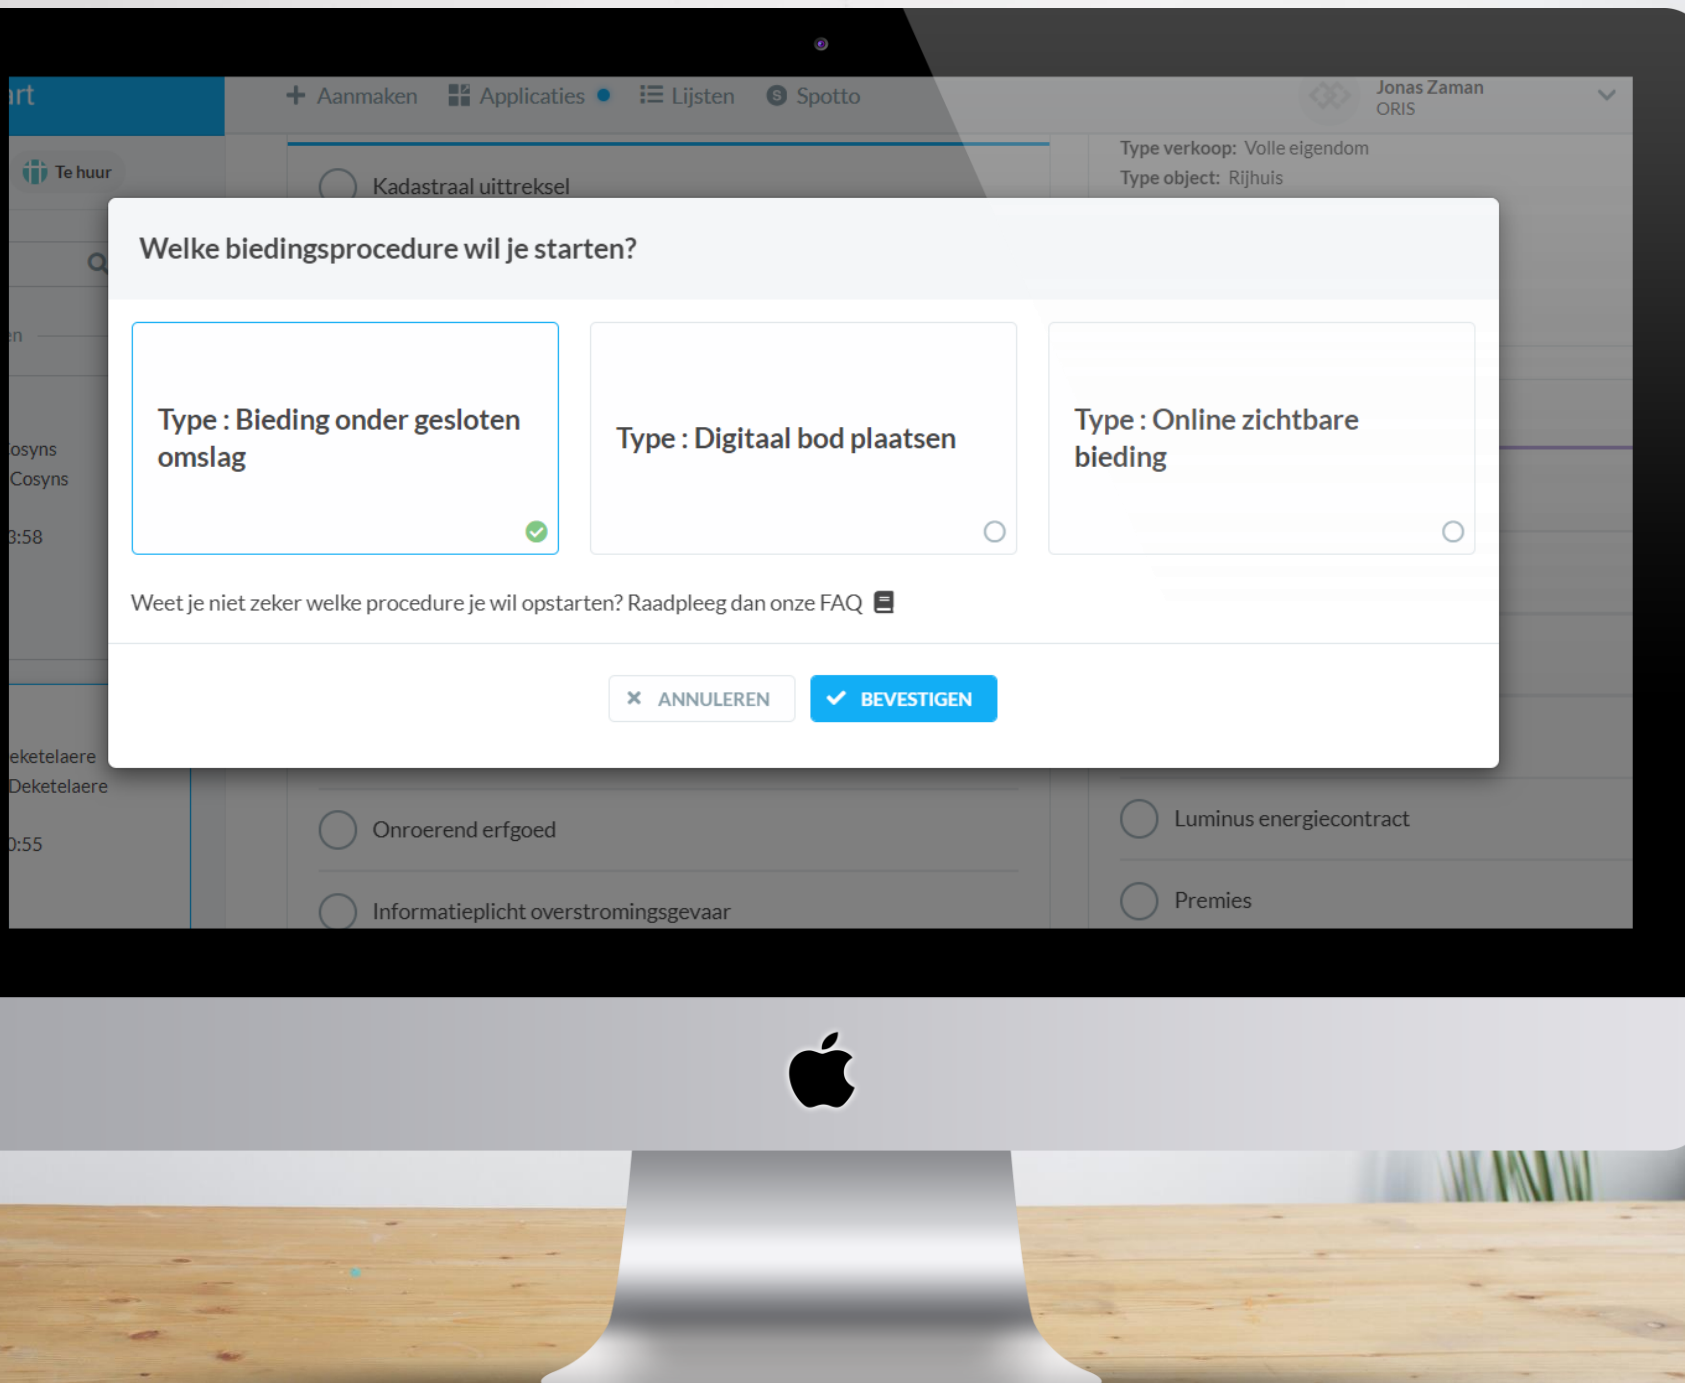 Aanmaken
Applicaties
Lijsten
S Spotto
Jonas Zaman
ORIS
Te huur
Kadastraal uittreksel
Type verkoop: Volle eigendom
Type object: Rijhuis
Welke biedingsprocedure wil je starten?
Type : Bieding onder gesloten
omslag
Type : Digitaal bod plaatsen
Type : Online zichtbare
bieding
Cosyns
3:58
Weet je niet zeker welke procedure je wil opstarten? Raadpleeg dan onze FAQ
ANNULEREN
BEVESTIGEN
Deketelaere
0:55
Onroerend erfgoed
Informatieplicht overstromingsgevaar
Luminus energiecontract
Premies